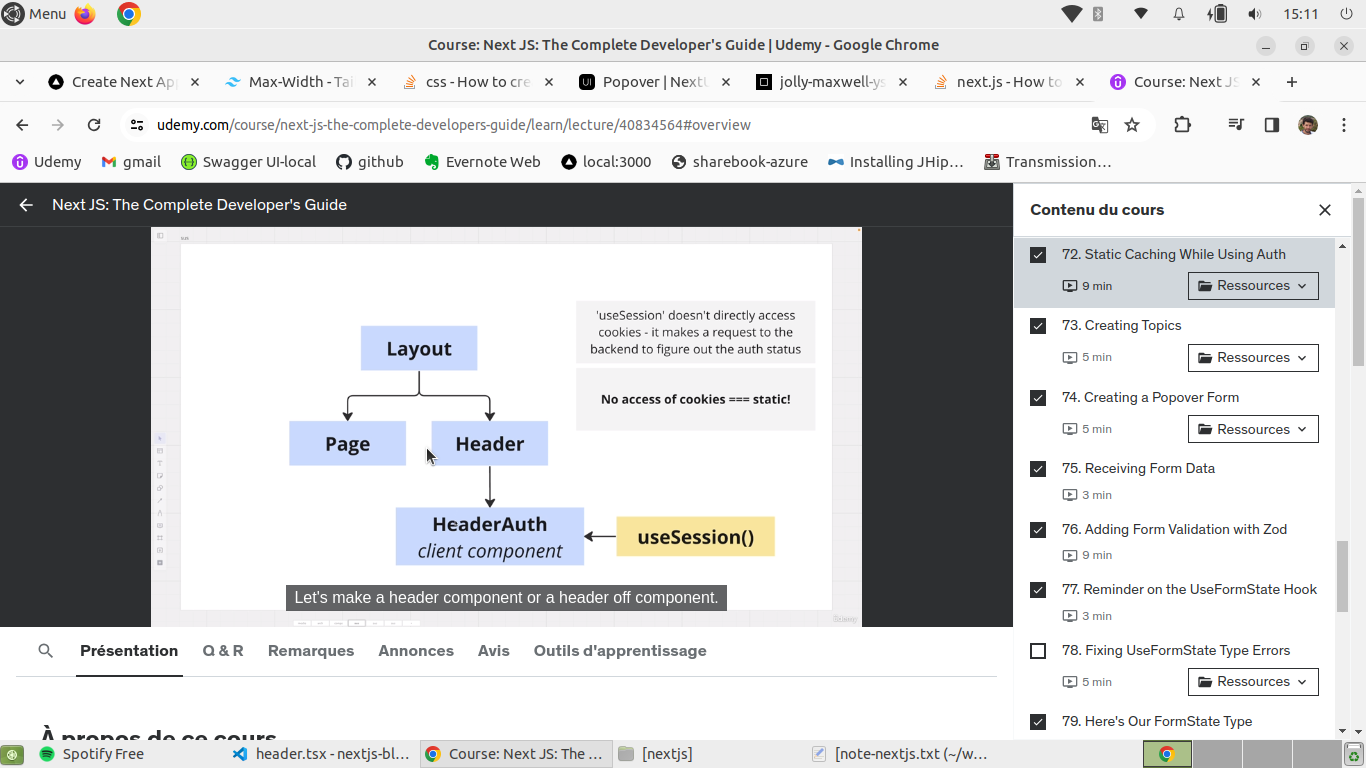 Menu
15:11
Course: Next JS: The Complete Developer's Guide | Udemy - Google Chrome
Create Next Ap
Max-Width - Tai
css - How to cre
Popover | NextU
jolly-maxwell-ys
next.js - How to
Course: Next JS
udemy.com/course/next-js-the-complete-developers-guide/learn/lecture/40834564#overview
Udemy
gmail
Swagger UI-local
github
Evernote Web
local:3000
sharebook-azure
Installing JHip...
Transmission...
Next JS: The Complete Developer's Guide
Layout
Page
Header
HeaderAuth
client component
useSession()
'useSession' doesn't directly access
cookies - it makes a request to the
backend to figure out the auth status
No access of cookies === static!
Let's make a header component or a header off component.
Udemy
Présentation
Q & R
Remarques
Annonces
Avis
Outils d'apprentissage
À propos de ce cours
Contenu du cours
72. Static Caching While Using Auth
9 min
Ressources
73. Creating Topics
5 min
Ressources
74. Creating a Popover Form
5 min
Ressources
75. Receiving Form Data
3 min
76. Adding Form Validation with Zod
9 min
77. Reminder on the UseFormState Hook
3 min
78. Fixing UseFormState Type Errors
5 min
Ressources
79. Here's Our FormState Type
Spotify Free
header.tsx - nextjs-bl...
Course: Next JS: The ...
[nextjs]
[note-nextjs.txt (~/w...